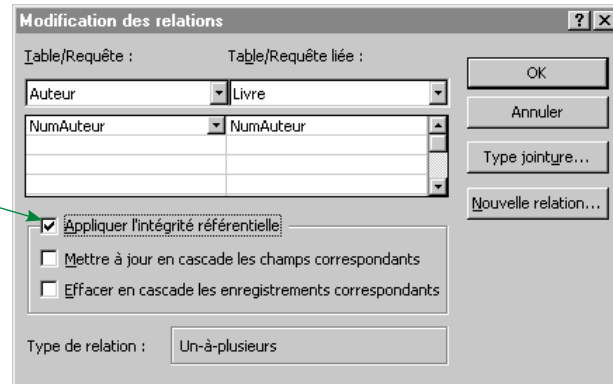 Modification des relations
Table/Requête :
Table/Requête liée :
Auteur
Livre
NumAuteur
NumAuteur
OK
Annuler
Type jointure...
Nouvelle relation...
Appliquer l'intégrité référentielle
Mettre à jour en cascade les champs correspondants
Effacer en cascade les enregistrements correspondants
Type de relation :
Un-à-plusieurs